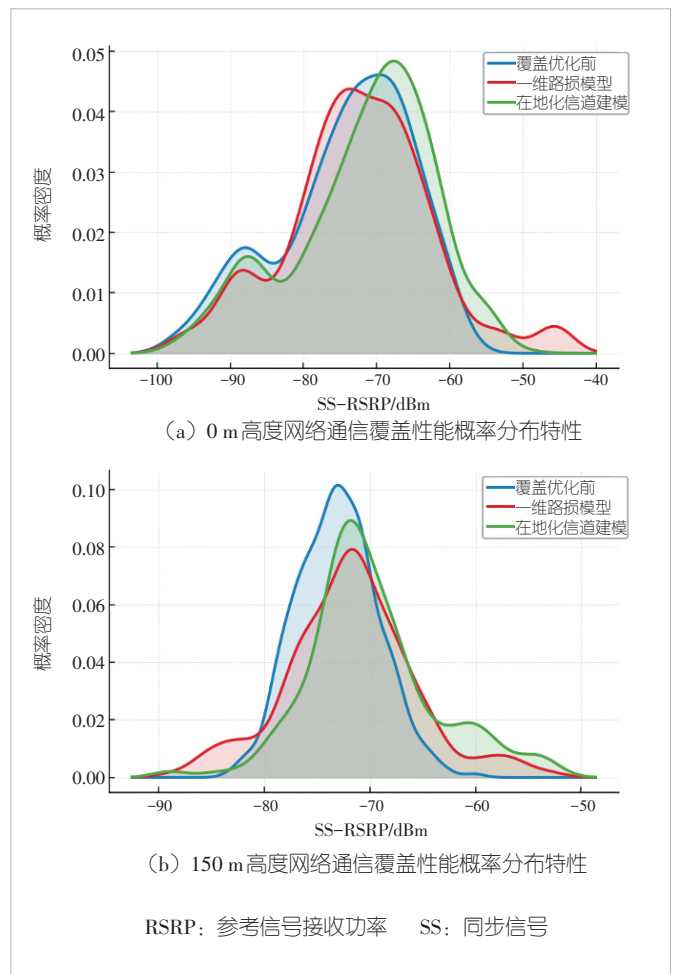 0.05
0.04
0.03
0.02
0.01
0.00
概率密度
覆盖优化前
一维路损模型
在地化信道建模
-100
-90
-80
-70
-60
-50
-40
SS-RSRP/dBm
（a）0 m高度网络通信覆盖性能概率分布特性
0.10
0.08
0.06
0.04
0.02
0.00
概率密度
覆盖优化前
一维路损模型
在地化信道建模
-90
-80
-70
-60
-50
SS-RSRP/dBm
（b）150 m高度网络通信覆盖性能概率分布特性
RSRP：参考信号接收功率 SS：同步信号